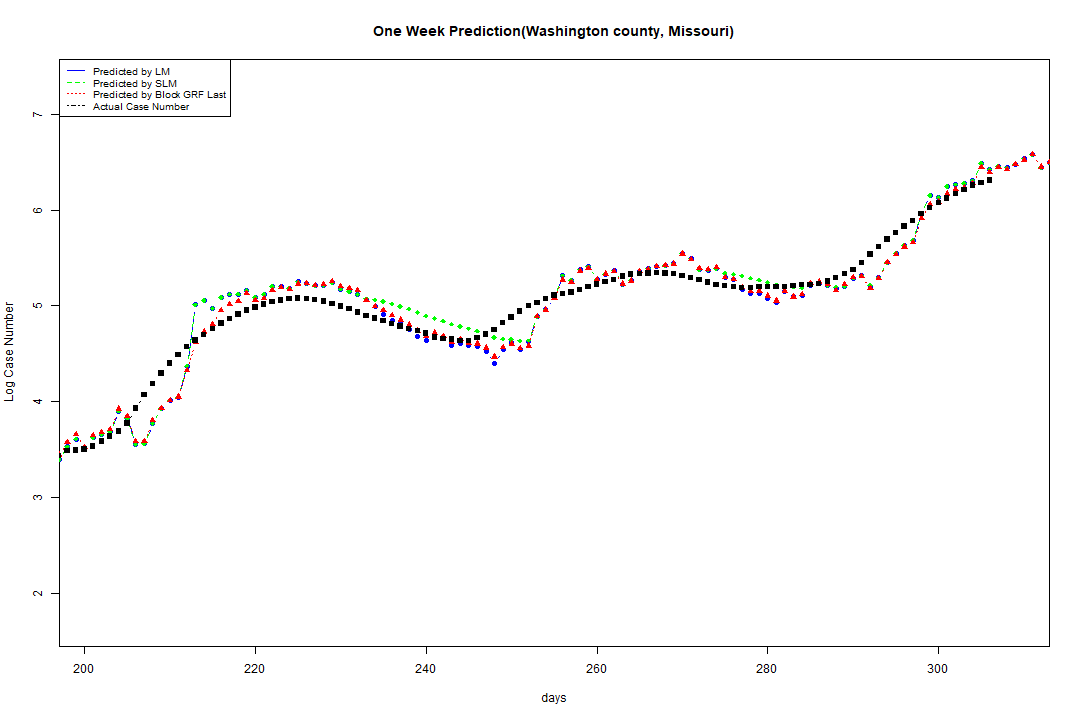 One Week Prediction(Washington county, Missouri)
Predicted by LM
Predicted by SLM
Predicted by Block GRF Last
Actual Case Number
Log Case Number
7
6
5
4
3
2
200 220 240 260 280 300
days